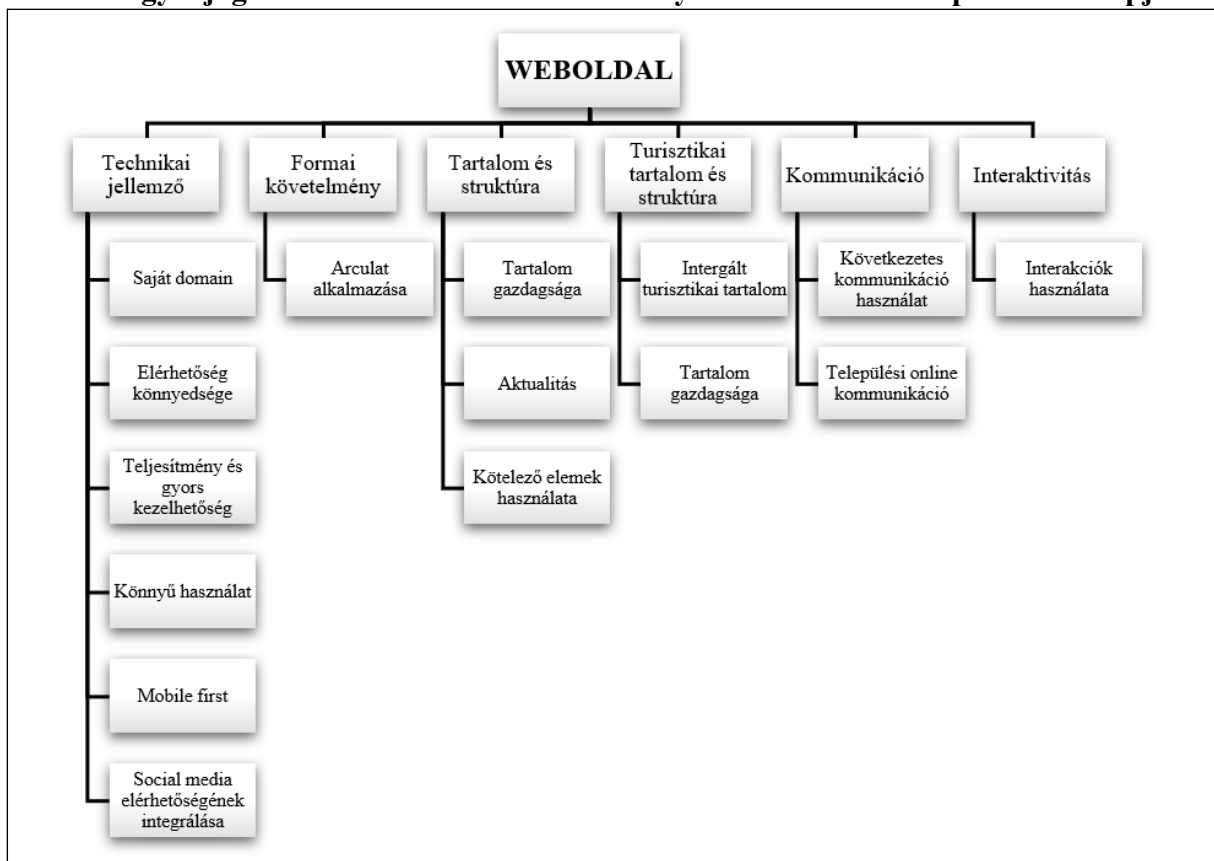 WEBOLDAL
Technikai
jellemző
Formai
követelmény
Tartalom és
struktúra
Turisztikai
tartalom és
struktúra
Kommunikáció
Interaktivitás
Saját domain
Elérhetőség
könnyedsége
Teljesítmény és
gyors
kezelhetőség
Könnyű használat
Mobile first
Social media
elérhetőségének
integrálása
Arculat
alkalmazása
Tartalom
gazdagsága
Aktualitás
Kötelező elemek
használata
Intergált
turisztikai tartalom
Tartalom
gazdagsága
Következetes
kommunikáció
használat
Települési online
kommunikáció
Interakciók
használata